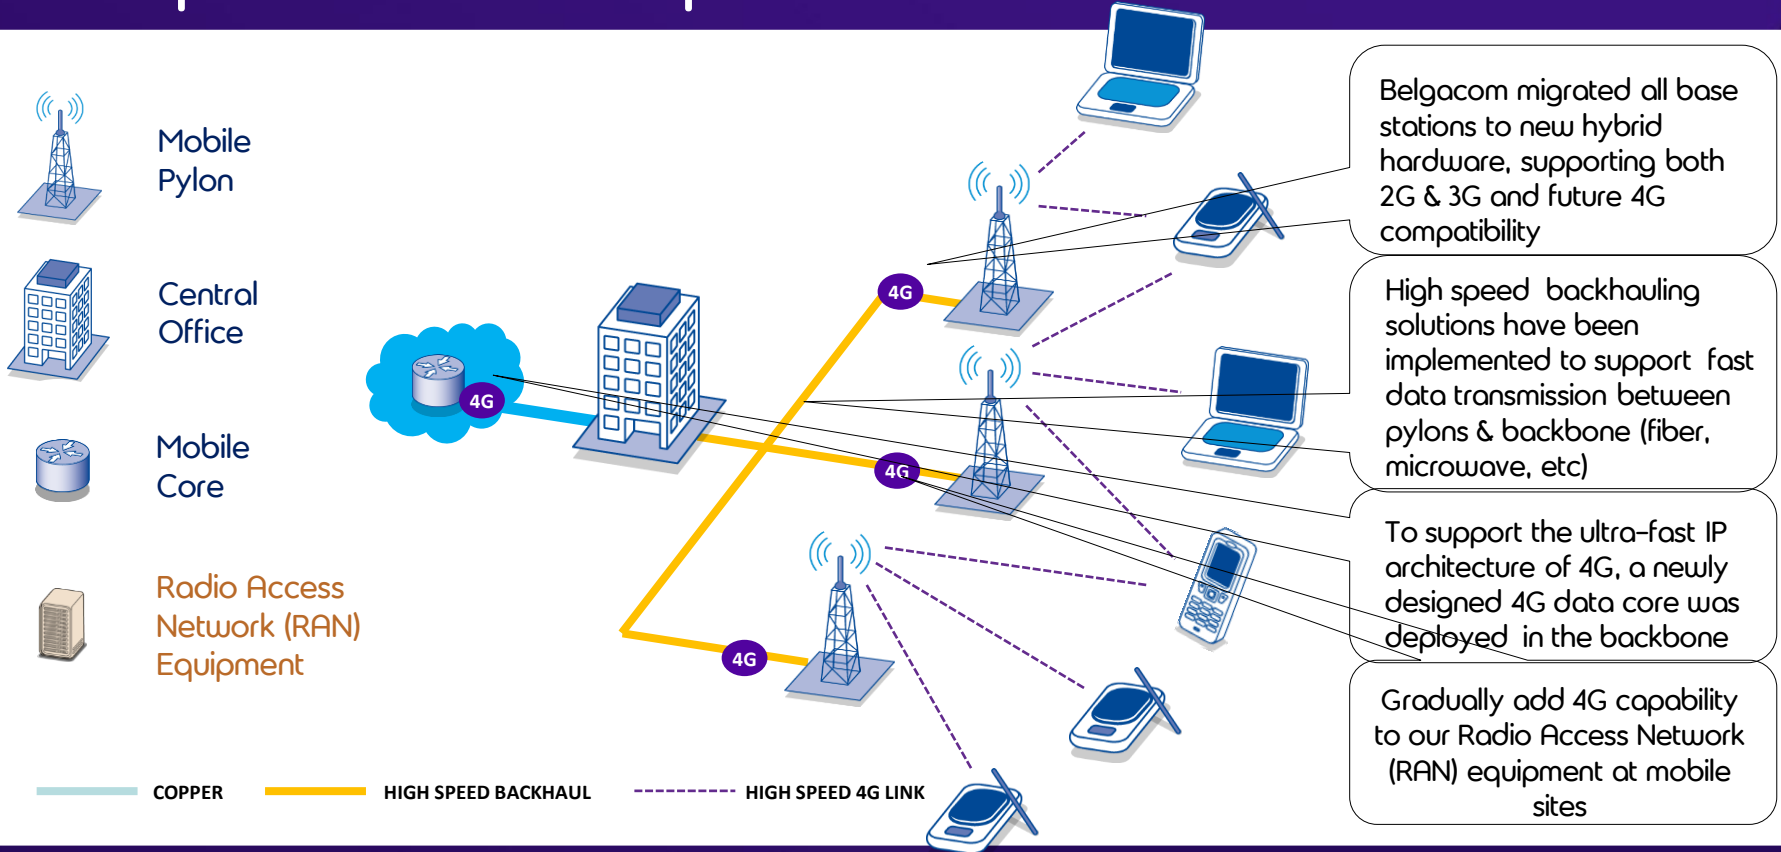 Mobile
Pylon
Central
Office
Mobile
Core
Radio Access
Network (RAN)
Equipment
4G
4G
4G
4G
Belgacom migrated all base
stations to new hybrid
hardware, supporting both
2G & 3G and future 4G
compatibility
High speed backhauling
solutions have been
implemented to support fast
data transmission between
pylons & backbone (fiber,
microwave, etc)
To support the ultra-fast IP
architecture of 4G, a newly
designed 4G data core was
deployed in the backbone
Gradually add 4G capability
to our Radio Access Network
(RAN) equipment at mobile
sites
COPPER
HIGH SPEED BACKHAUL
HIGH SPEED 4G LINK